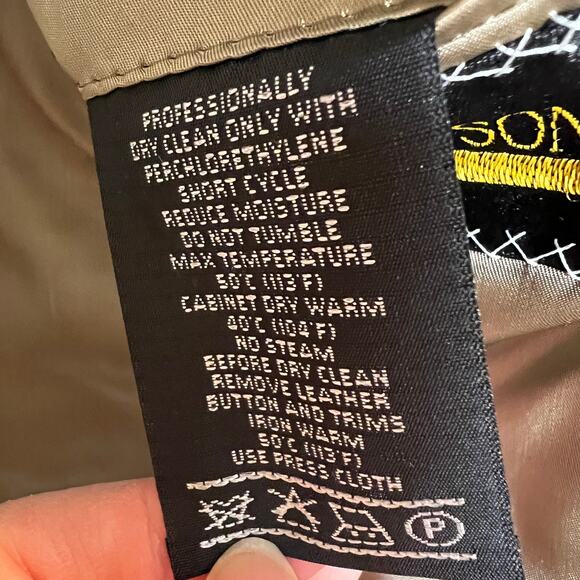 PROFESSIONALLY
DRY CLEAN ONLY WITH
PERCHLORETHYLENE
SHORT CYCLE
REDUCE MOISTURE
DO NOT TUMBLE
MAX TEMPERATURE
50°C (113°F)
CABINET DRY WARM
40°C (104°F)
NO STEAM
BEFORE DRY CLEAN
REMOVE LEATHER
BUTTON AND TRIMS
IRON WARM
50°C (113°F)
USE PRESS CLOTH
P
SON